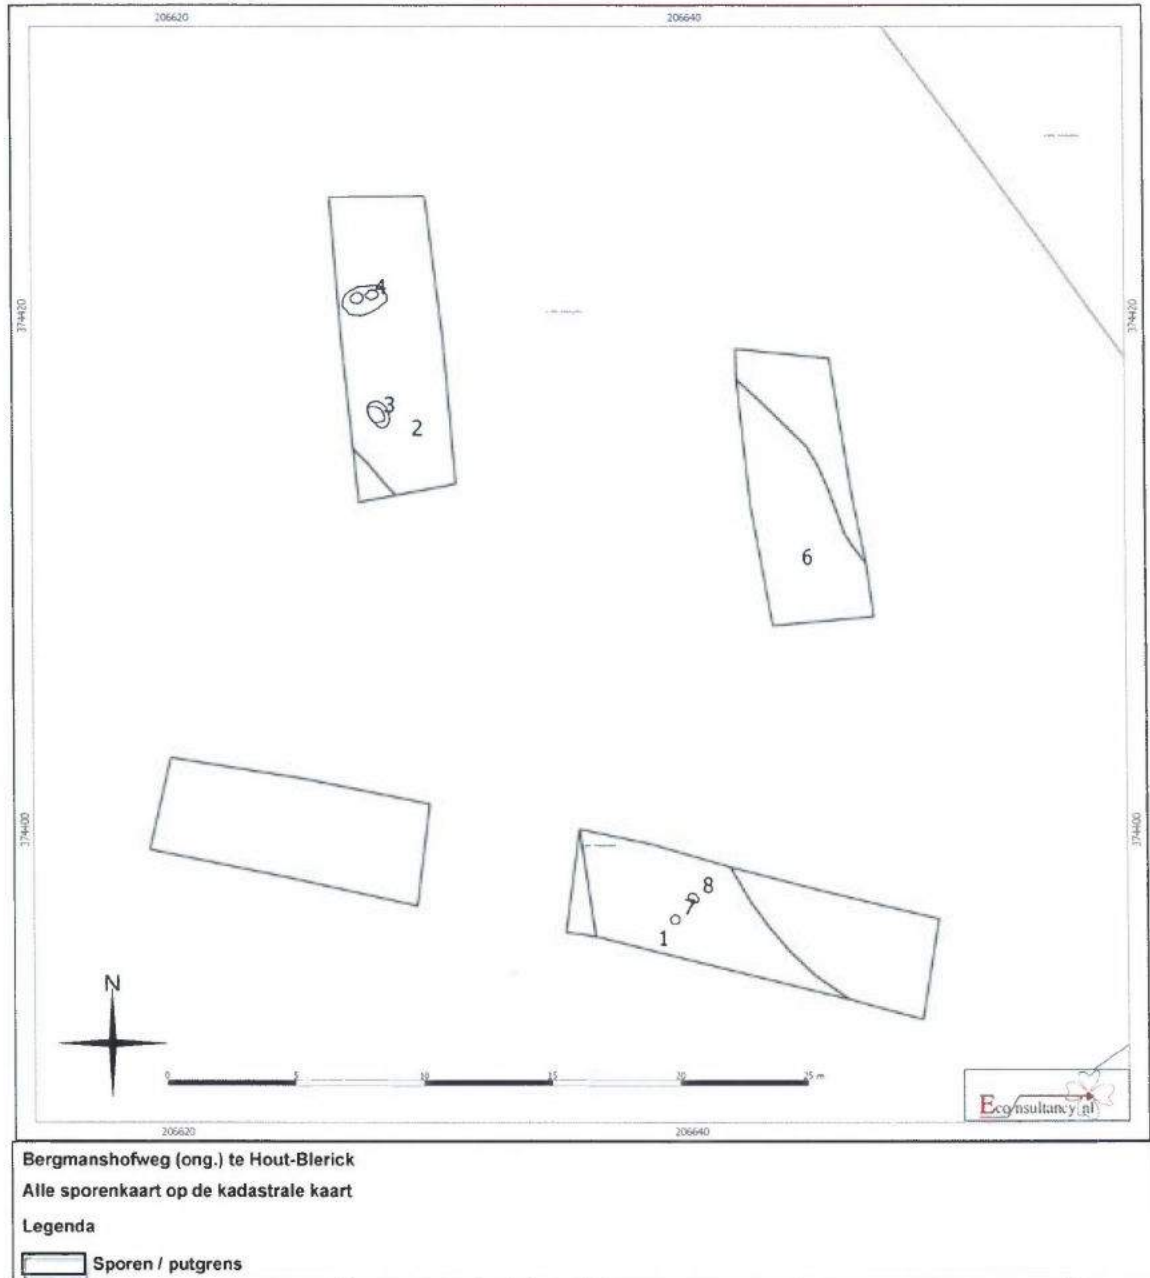 206620 206640
374420 374420
4
3
2
6
374400 374400
8
7
1
N
0 5 10 15 20 25 m
Econsultancy.nl
206620 206640
Bergmanshofweg (ong.) te Hout-Blerick
Alle sporenkaart op de kadastrale kaart
Legenda
Sporen / putgrens